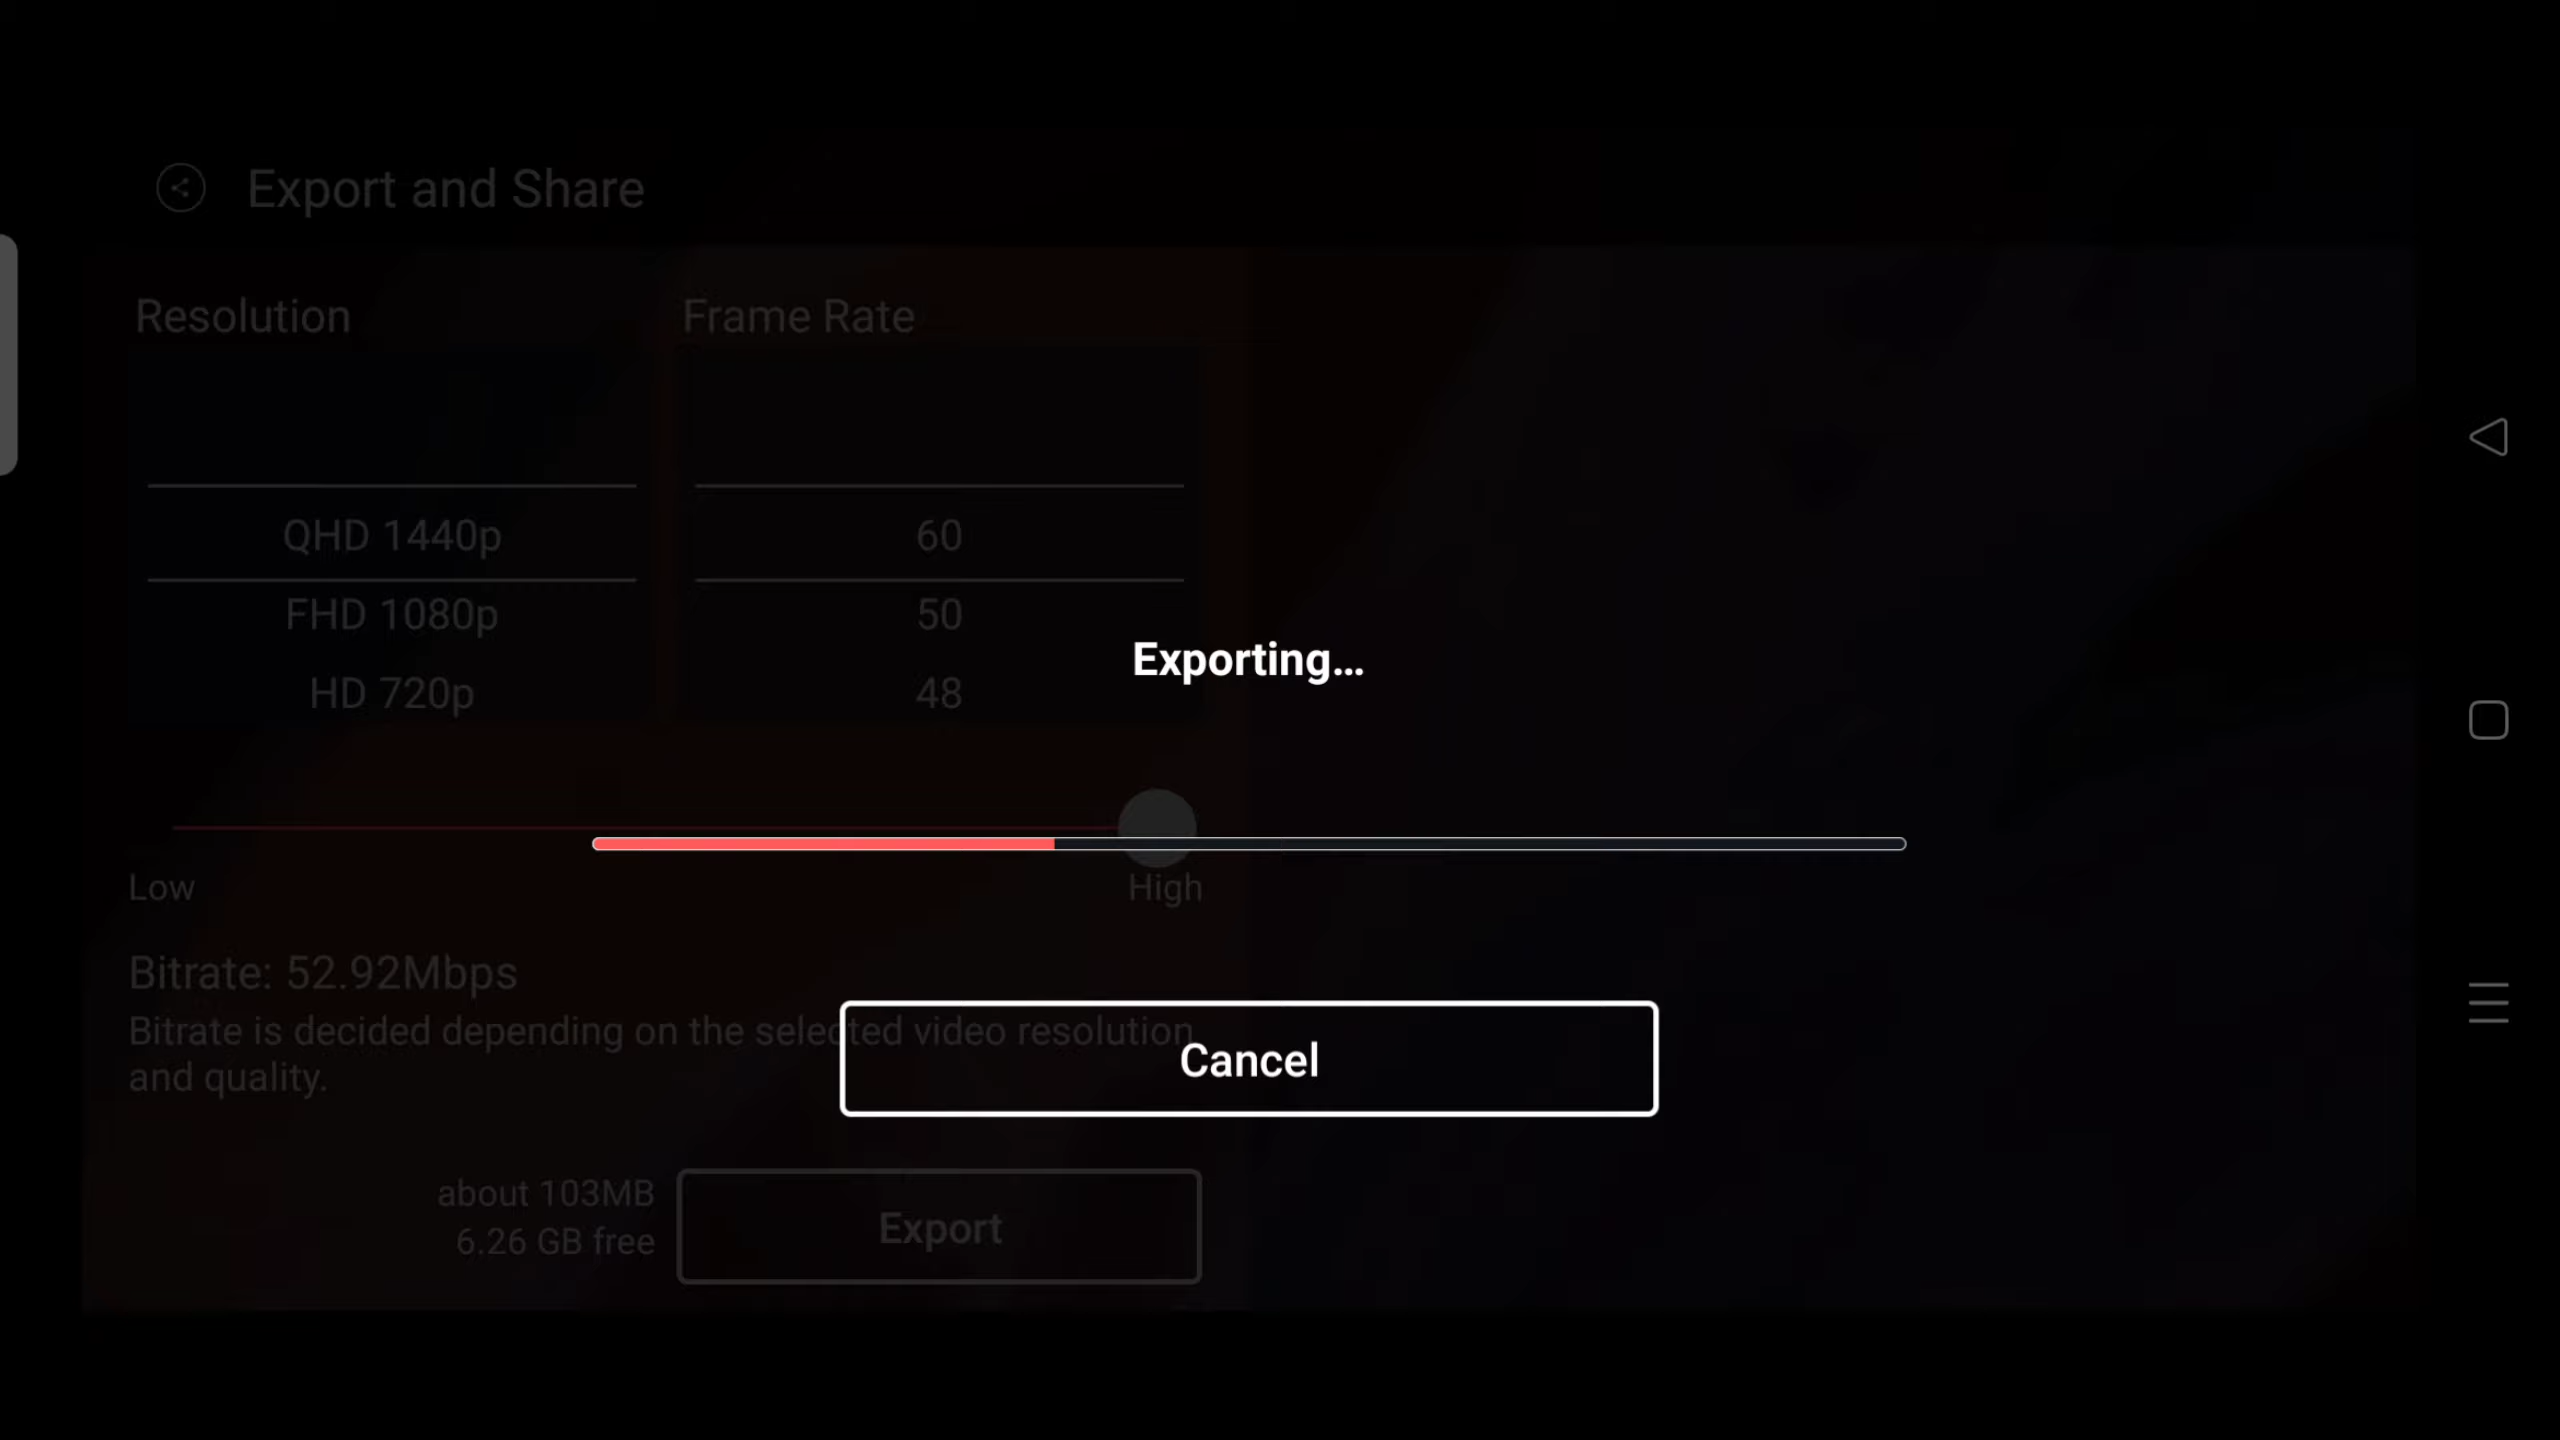 Export and Share
Resolution
Frame Rate
QHD 1440p
60
FHD 1080p
50
HD 720p
48
Exporting...
Low
High
Bitrate: 52.92Mbps
Bitrate is decided depending on the selected video resolution
and quality.
Cancel
about 103MB
6.26 GB free
Export